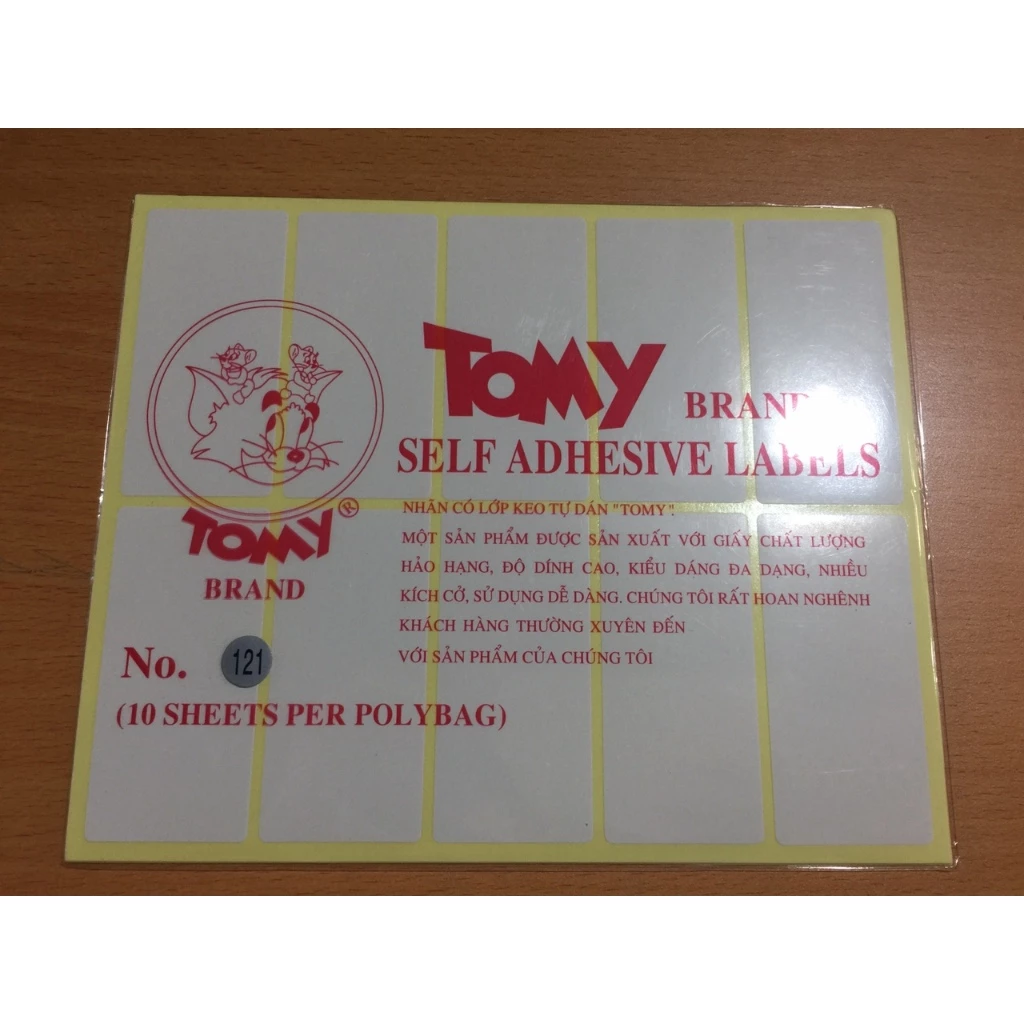 TOMY BRAND
SELF ADHESIVE LABELS
NHÃN CÓ LỚP KEO TỰ DÁN "TOMY".
MỘT SẢN PHẨM ĐƯỢC SẢN XUẤT VỚI GIẤY CHẤT LƯỢNG
HẢO HẠNG, ĐỘ DÍNH CAO, KIỂU DÁNG ĐA DẠNG, NHIỀU
KÍCH CỞ, SỬ DỤNG DỄ DÀNG. CHÚNG TÔI RẤT HOAN NGHÊNH
KHÁCH HÀNG THƯỜNG XUYÊN ĐẾN
VỚI SẢN PHẨM CỦA CHÚNG TÔI
TOMY ®
BRAND
No. 121
(10 SHEETS PER POLYBAG)